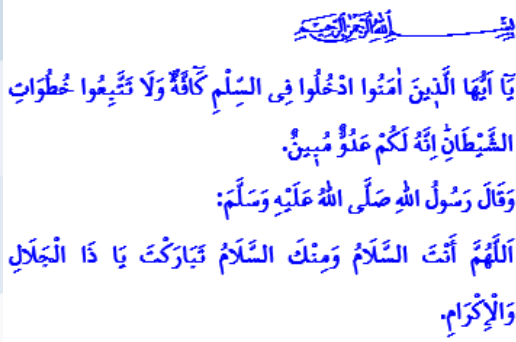 بِسْمِ اللهِ الرَّحْمٰنِ الرَّحِيمِ
يَٓا اَيُّهَا الَّذ۪ينَ اٰمَنُوا ادْخُلُوا فِى السِّلْمِ كَٓافَّةًۖ وَلَا تَتَّبِعُوا خُطُوَاتِ
الشَّيْطَانِۜ اِنَّهُ لَكُمْ عَدُوٌّ مُب۪ينٌ.
وَقَالَ رَسُولُ اللهِ صَلَّى اللهُ عَلَيْهِ وَسَلَّمَ:
اَللَّهُمَّ أَنْتَ السَّلَامُ وَمِنْكَ السَّلَامُ تَبَارَكْتَ يَا ذَا الْجَلَالِ
وَالْإِكْرَامِ.